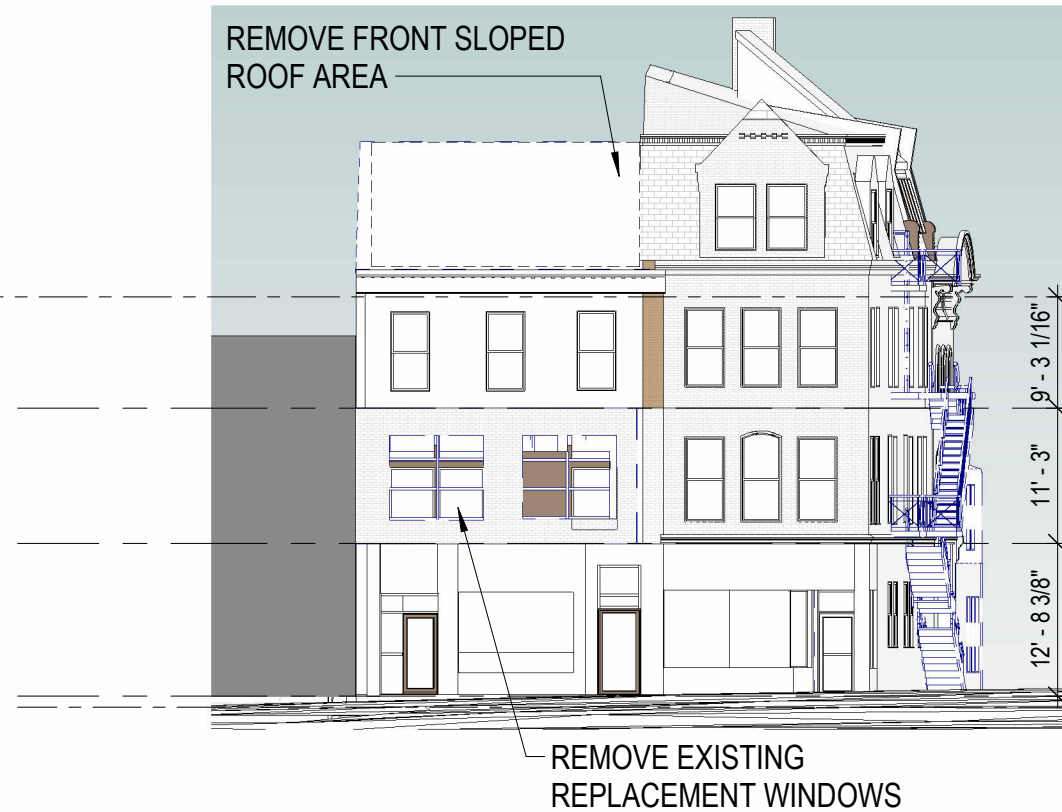 REMOVE FRONT SLOPED
ROOF AREA
9' - 3 1/16"
11' - 3"
12' - 8 3/8"
REMOVE EXISTING
REPLACEMENT WINDOWS